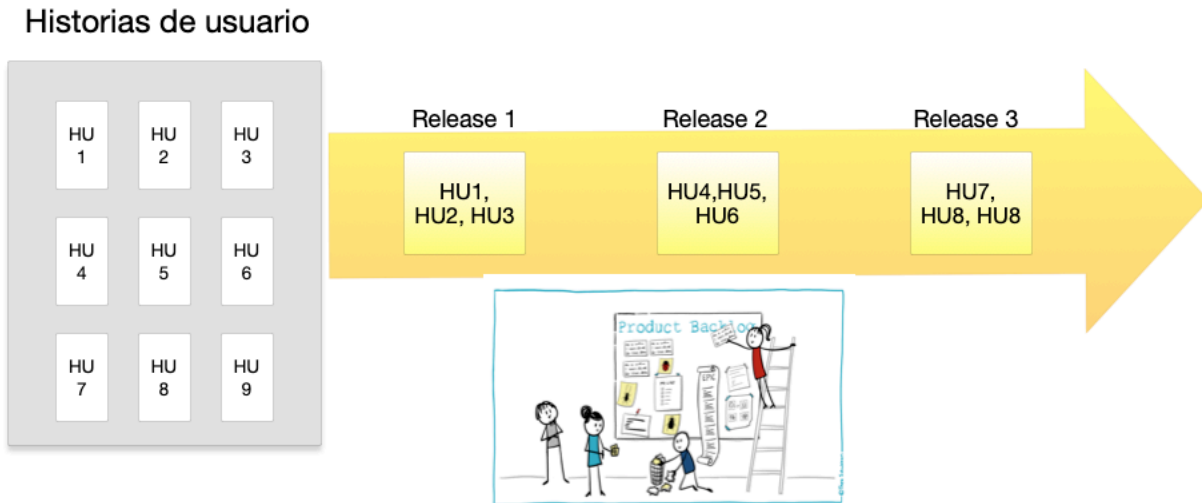 Historias de usuario
HU
1
HU
2
HU
3
HU
4
HU
5
HU
6
HU
7
HU
8
HU
9
Release 1
HU1,
HU2, HU3
Release 2
HU4,HU5,
HU6
Release 3
HU7,
HU8, HU8
Product Backlog
EPIC